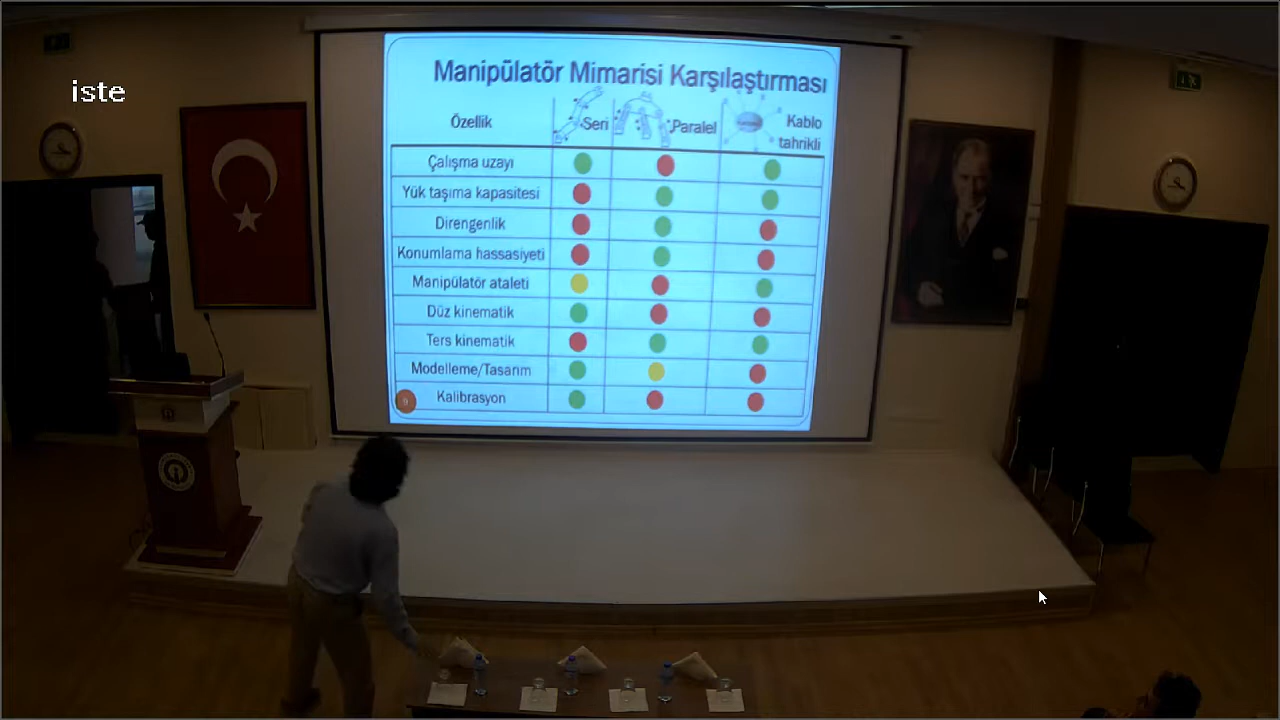 iste
Manipülatör Mimarisi Karşılaştırması
Özellik Seri Paralel Kablo
tahrikli
Çalışma uzayı
Yük taşıma kapasitesi
Direngenlik
Konumlama hassasiyeti
Manipülatör ataleti
Düz kinematik
Ters kinematik
Modelleme/Tasarım
Kalibrasyon
9